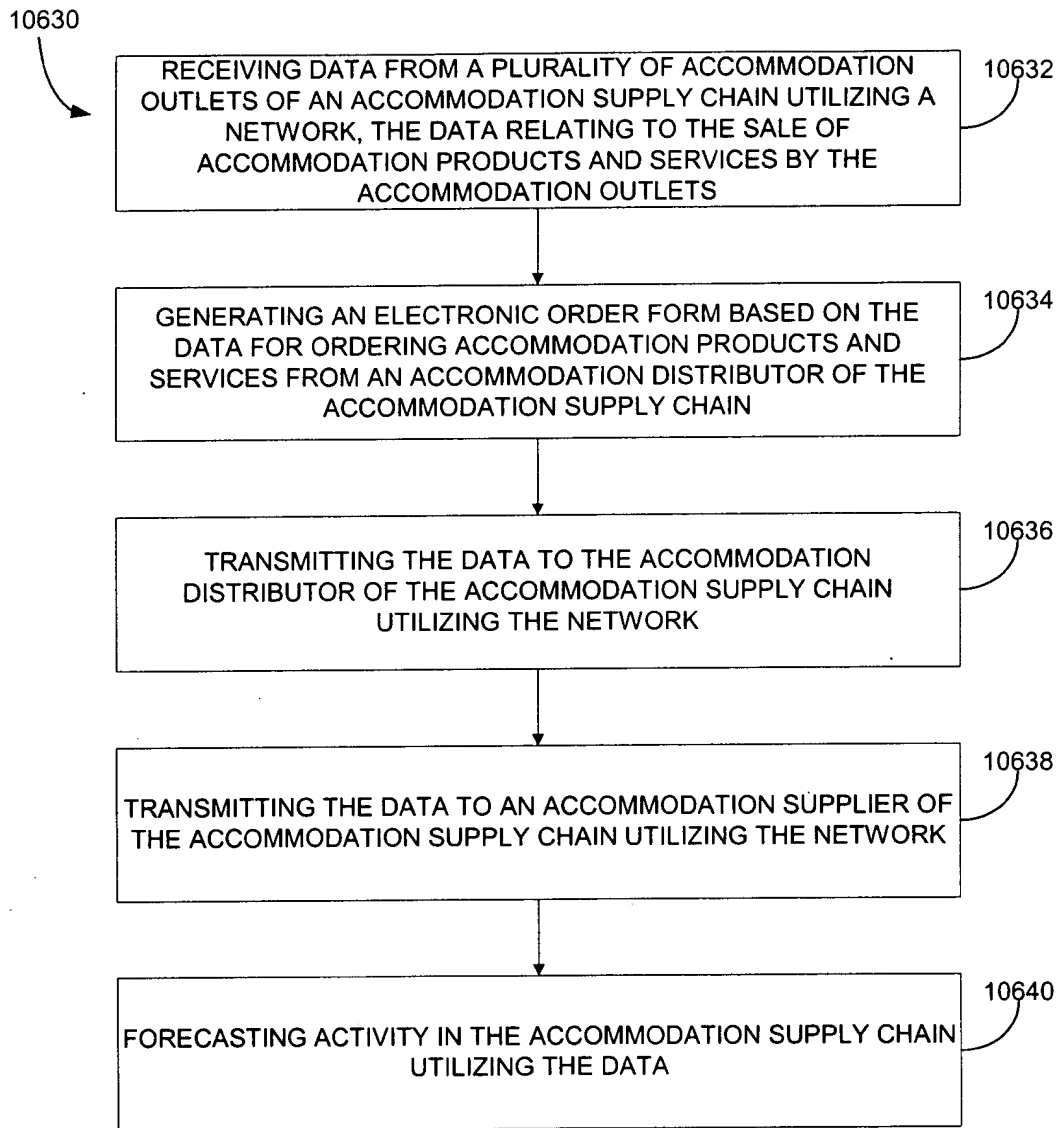 10630
RECEIVING DATA FROM A PLURALITY OF ACCOMMODATION
OUTLETS OF AN ACCOMMODATION SUPPLY CHAIN UTILIZING A
NETWORK, THE DATA RELATING TO THE SALE OF
ACCOMMODATION PRODUCTS AND SERVICES BY THE
ACCOMMODATION OUTLETS
10632
GENERATING AN ELECTRONIC ORDER FORM BASED ON THE
DATA FOR ORDERING ACCOMMODATION PRODUCTS AND
SERVICES FROM AN ACCOMMODATION DISTRIBUTOR OF THE
ACCOMMODATION SUPPLY CHAIN
10634
TRANSMITTING THE DATA TO THE ACCOMMODATION
DISTRIBUTOR OF THE ACCOMMODATION SUPPLY CHAIN
UTILIZING THE NETWORK
10636
TRANSMITTING THE DATA TO AN ACCOMMODATION SUPPLIER OF
THE ACCOMMODATION SUPPLY CHAIN UTILIZING THE NETWORK
10638
FORECASTING ACTIVITY IN THE ACCOMMODATION SUPPLY CHAIN
UTILIZING THE DATA
10640